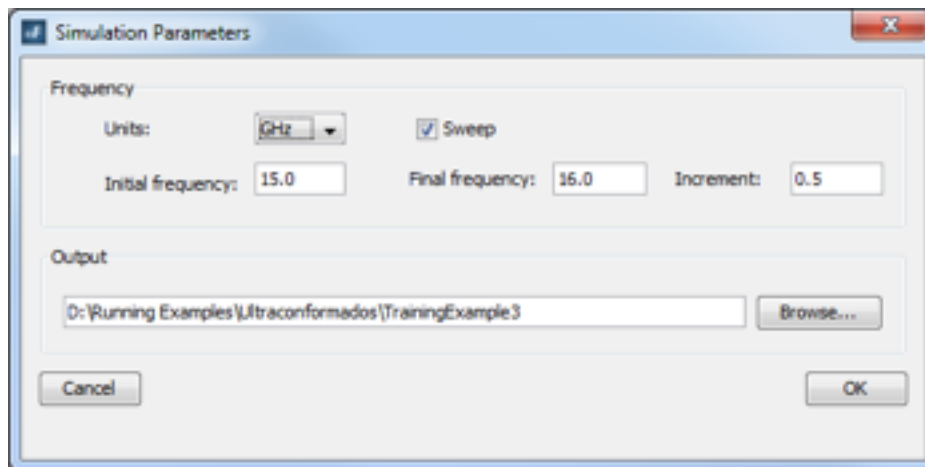 Simulation Parameters
Frequency
Units: GHz Sweep
Initial frequency: 15.0 Final frequency: 16.0 Increment: 0.5
Output
D:\Running Examples\Ultraconformados\TrainingExample3 Browse...
Cancel OK